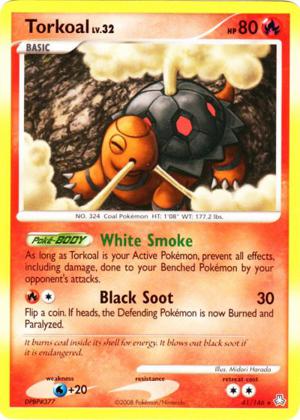 Torkoal LV.32 HP 80
BASIC
NO. 324 Coal Pokémon HT: 1'08" WT: 177.2 lbs.
Poké-BODY White Smoke
As long as Torkoal is your Active Pokémon, prevent all effects,
including damage, done to your Benched Pokémon by your
opponent's attacks.
Black Soot 30
Flip a coin. If heads, the Defending Pokémon is now Burned and
Paralyzed.
It burns coal inside its shell for energy. It blows out black soot if
it is endangered.
Illus. Midori Harada
weakness resistance retreat cost
+20
DPBP#377 ©2008 Pokémon/Nintendo 41/146